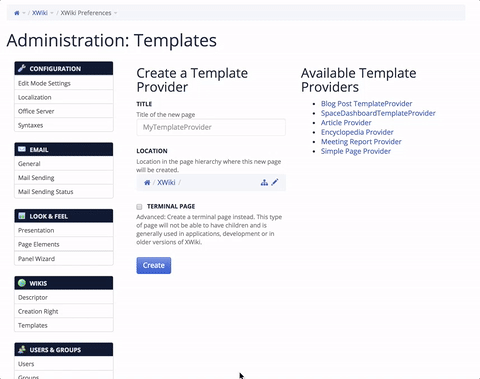 XWiki / XWiki Preferences
Administration: Templates
CONFIGURATION
Edit Mode Settings
Localization
Office Server
Syntaxes
EMAIL
General
Mail Sending
Mail Sending Status
LOOK & FEEL
Presentation
Page Elements
Panel Wizard
WIKIS
Descriptor
Creation Right
Templates
USERS & GROUPS
Users
Groups
Create a Template
Provider
TITLE
Title of the new page
MyTemplateProvider
LOCATION
Location in the page hierarchy where this new page
will be created.
/ XWiki /
TERMINAL PAGE
Advanced: Create a terminal page instead. This type
of page will not be able to have children and is
generally used in applications, development or in
older versions of XWiki.
Create
Available Template
Providers
Blog Post TemplateProvider
SpaceDashboardTemplateProvider
Article Provider
Encyclopedia Provider
Meeting Report Provider
Simple Page Provider